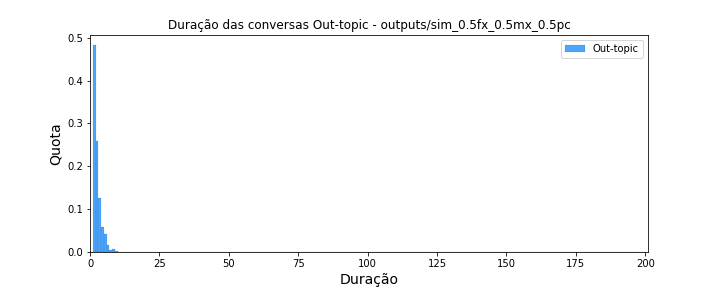 Duração das conversas Out-topic - outputs/sim_0.5fx_0.5mx_0.5pc
Out-topic
Quota
0.5
0.4
0.3
0.2
0.1
0.0
0 25 50 75 100 125 150 175 200
Duração